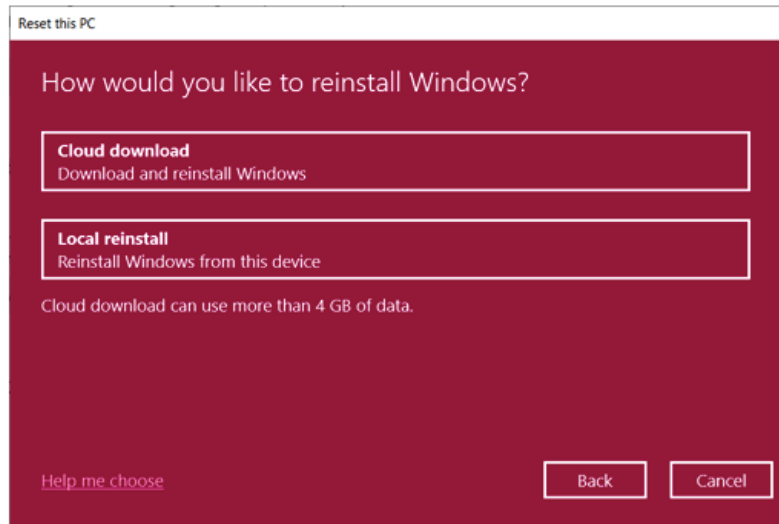 Reset this PC
How would you like to reinstall Windows?
Cloud download
Download and reinstall Windows
Local reinstall
Reinstall Windows from this device
Cloud download can use more than 4 GB of data.
Help me choose
Back
Cancel